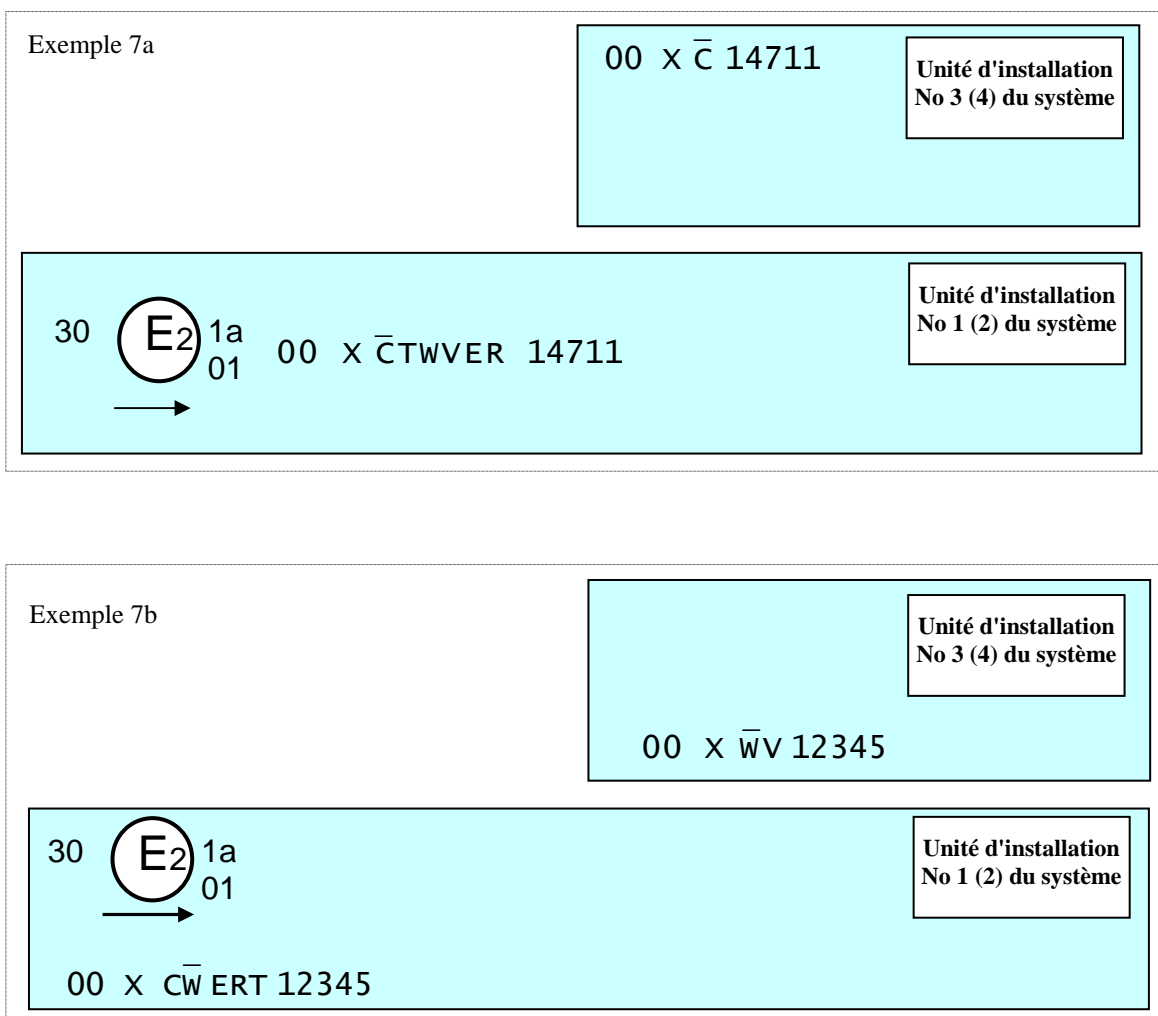 Exemple 7a
00 X C̅ 14711
Unité d'installation
No 3 (4) du système
Unité d'installation
No 1 (2) du système
30 E2 1a
01
00 X C̅TWVER 14711
Exemple 7b
Unité d'installation
No 3 (4) du système
00 X W̅V 12345
30 E2 1a
01
Unité d'installation
No 1 (2) du système
00 X CW̅ ERT 12345